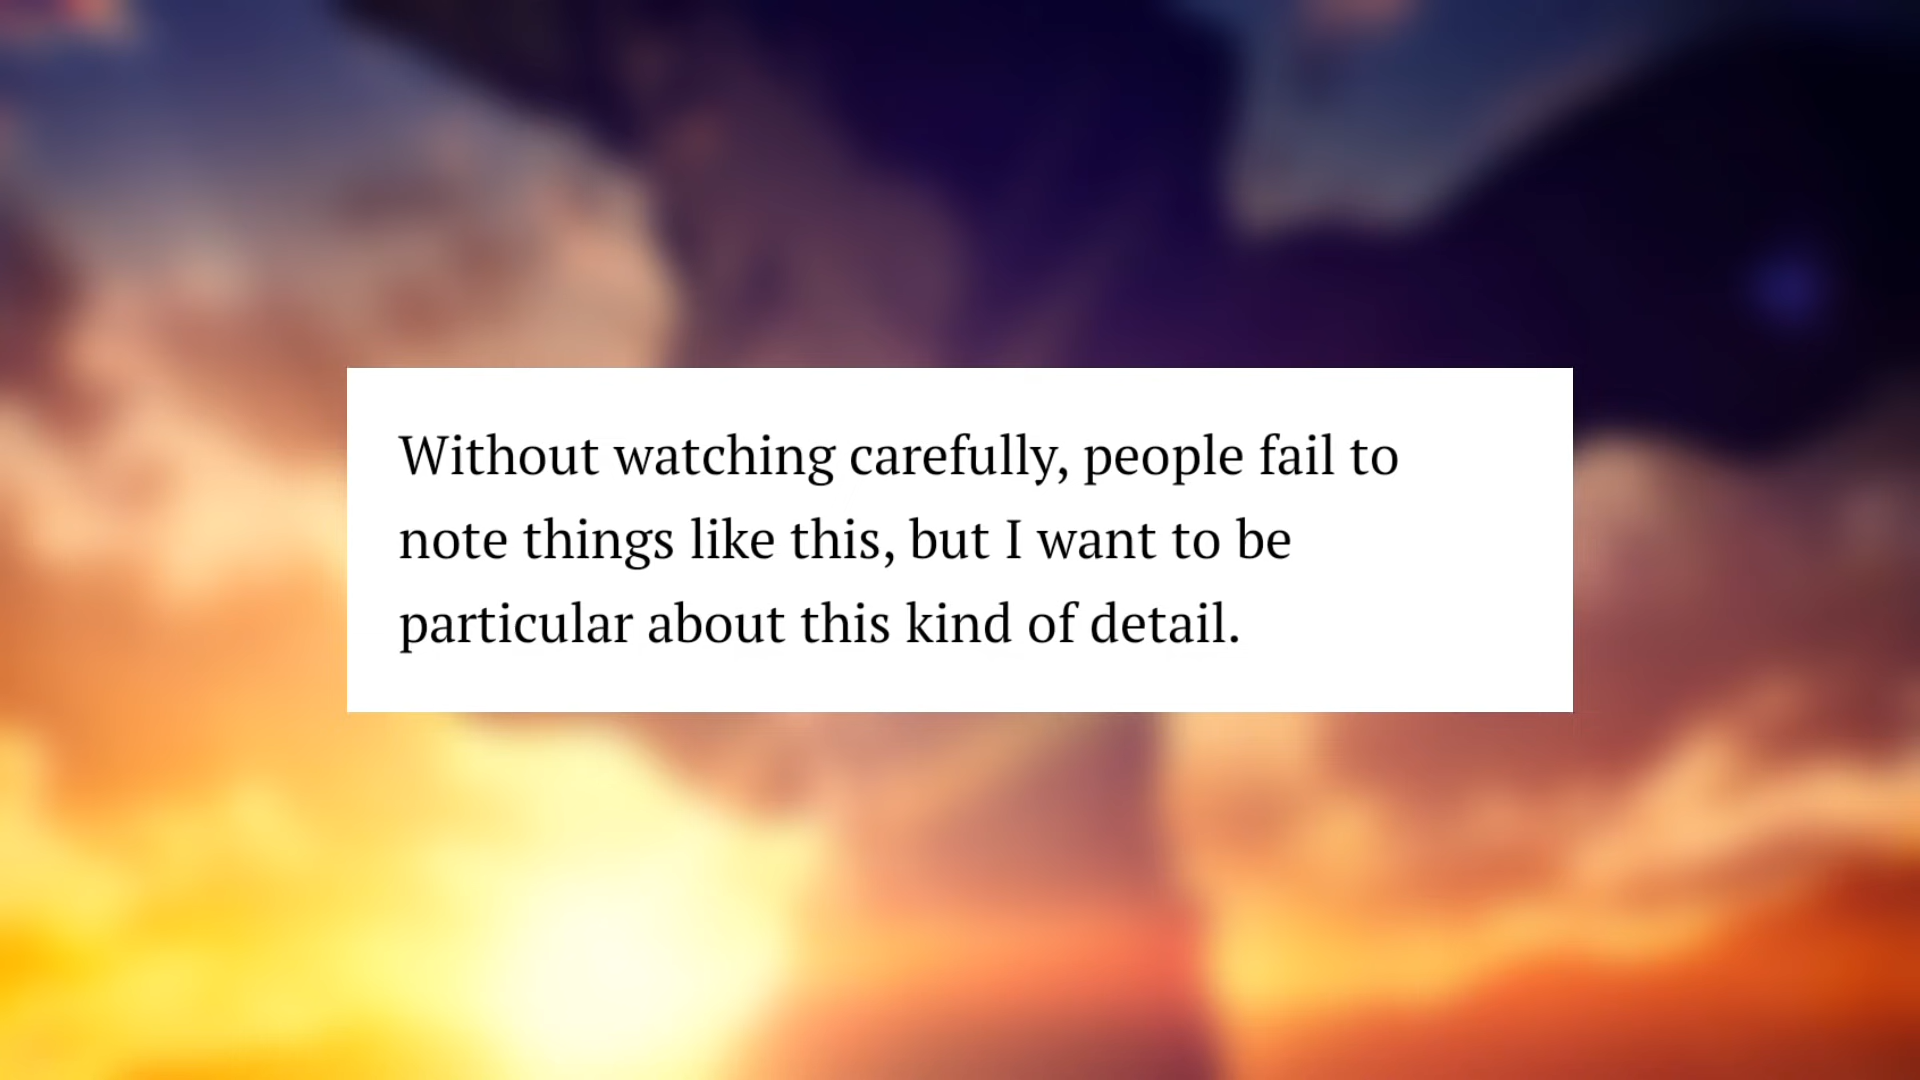 Without watching carefully, people fail to
note things like this, but I want to be
particular about this kind of detail.